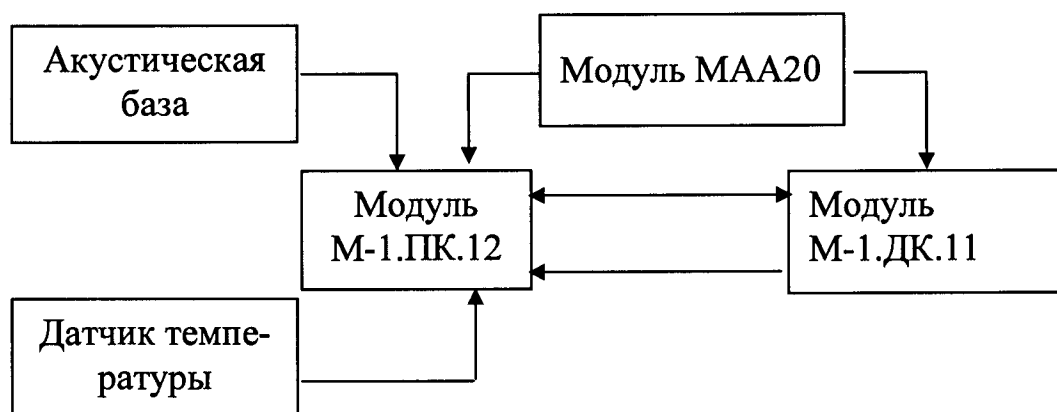 Акустическая
база
Модуль МАА20
Модуль
М-1.ПК.12
Модуль
М-1.ДК.11
Датчик темпе-
ратуры